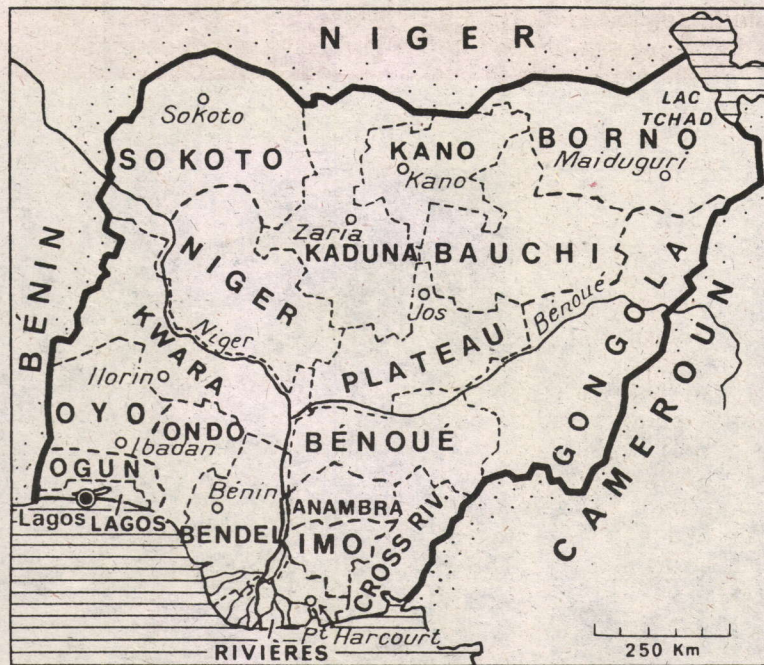 NIGER
LAC
TCHAD
Sokoto
SOKOTO
KANO
Kano
BORNO
Maiduguri
Zaria
KADUNA
BAUCHI
NIGER
Jos
BÉNIN
KWARA
Niger
PLATEAU
Bénoué
GONGOLA
CAMEROUN
Ilorin
OYO
Ibadan
ONDO
BÉNOUÉ
OGUN
Bénin
ANAMBRA
Lagos
LAGOS
BENDEL
IMO
CROSS RIV.
Pt Harcourt
RIVIÈRES
250 Km